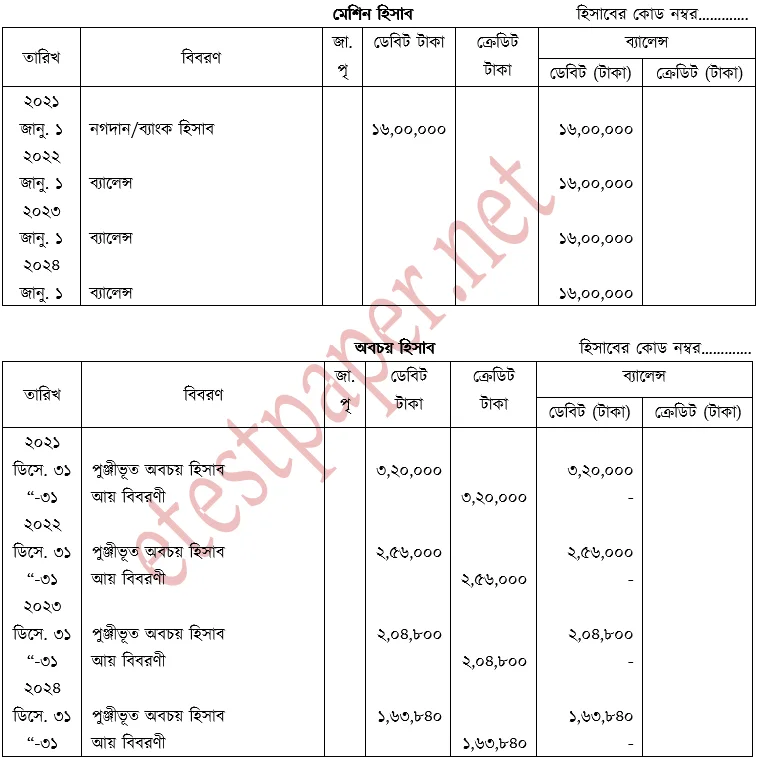 মেশিন হিসাব হিসাবের কোড নম্বর.............
তারিখ বিবরণ জা. পৃ ডেবিট টাকা ক্রেডিট টাকা ব্যালেন্স
ডেবিট (টাকা) ক্রেডিট (টাকা)
২০২১
জানু. ১ নগদান/ব্যাংক হিসাব ১৬,০০,০০০ ১৬,০০,০০০
২০২২
জানু. ১ ব্যালেন্স ১৬,০০,০০০
২০২৩
জানু. ১ ব্যালেন্স ১৬,০০,০০০
২০২৪
জানু. ১ ব্যালেন্স ১৬,০০,০০০
অবচয় হিসাব হিসাবের কোড নম্বর.............
তারিখ বিবরণ জা. পৃ ডেবিট টাকা ক্রেডিট টাকা ব্যালেন্স
ডেবিট (টাকা) ক্রেডিট (টাকা)
২০২১
ডিসে. ৩১ পুঞ্জীভূত অবচয় হিসাব ৩,২০,০০০ ৩,২০,০০০
“-৩১ আয় বিবরণী ৩,২০,০০০ -
২০২২
ডিসে. ৩১ পুঞ্জীভূত অবচয় হিসাব ২,৫৬,০০০ ২,৫৬,০০০
“-৩১ আয় বিবরণী ২,৫৬,০০০ -
২০২৩
ডিসে. ৩১ পুঞ্জীভূত অবচয় হিসাব ২,০৪,৮০০ ২,০৪,৮০০
“-৩১ আয় বিবরণী ২,০৪,৮০০ -
২০২৪
ডিসে. ৩১ পুঞ্জীভূত অবচয় হিসাব ১,৬৩,৮৪০ ১,৬৩,৮৪০
“-৩১ আয় বিবরণী ১,৬৩,৮৪০ -
etestpaper.net